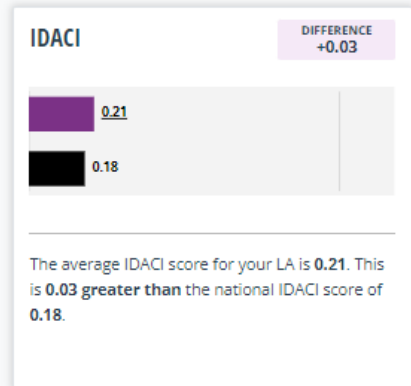 IDACI
DIFFERENCE
+0.03
0.21
0.18
The average IDACI score for your LA is 0.21. This
is 0.03 greater than the national IDACI score of
0.18.